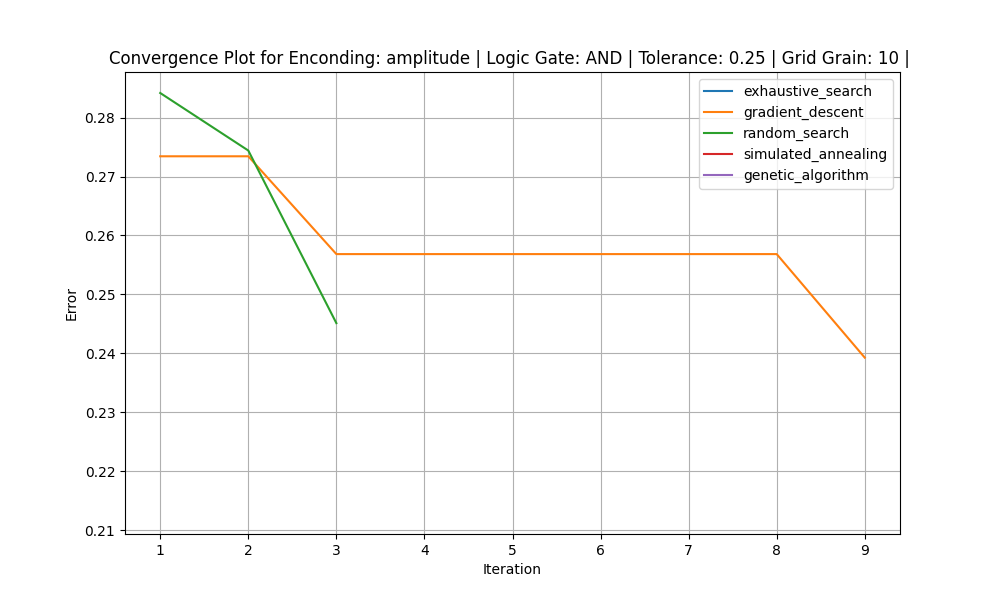 Convergence Plot for Enconding: amplitude | Logic Gate: AND | Tolerance: 0.25 | Grid Grain: 10 |
exhaustive_search
gradient_descent
random_search
simulated_annealing
genetic_algorithm
0.28
0.27
0.26
0.25
0.24
0.23
0.22
0.21
Error
1 2 3 4 5 6 7 8 9
Iteration